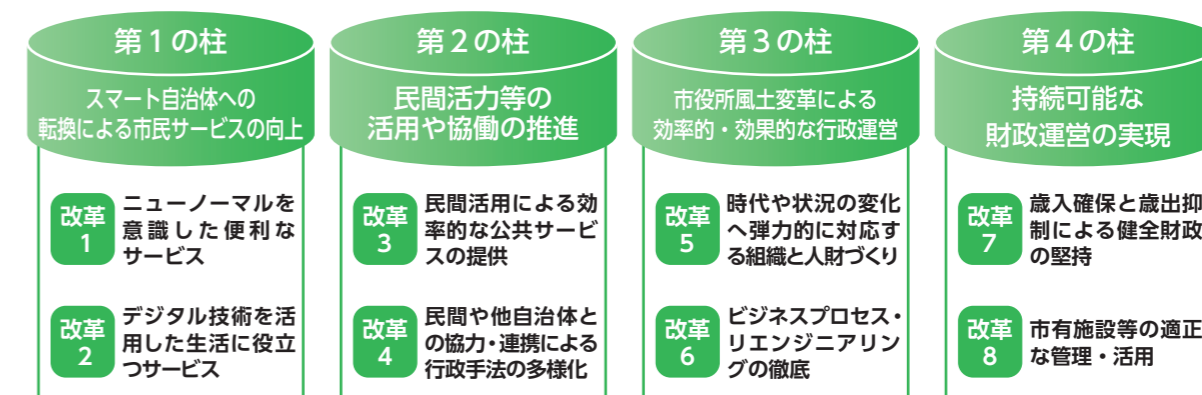 第1の柱
スマート自治体への
転換による市民サービスの向上
改革
1
ニューノーマルを
意識した便利な
サービス
改革
2
デジタル技術を活
用した生活に役立
つサービス
第2の柱
民間活力等の
活用や協働の推進
改革
3
民間活用による効
率的な公共サービ
スの提供
改革
4
民間や他自治体と
の協力・連携による
行政手法の多様化
第3の柱
市役所風土変革による
効率的・効果的な行政運営
改革
5
時代や状況の変化
へ弾力的に対応す
る組織と人財づくり
改革
6
ビジネスプロセス・
リエンジニアリン
グの徹底
第4の柱
持続可能な
財政運営の実現
改革
7
歳入確保と歳出抑
制による健全財政
の堅持
改革
8
市有施設等の適正
な管理・活用